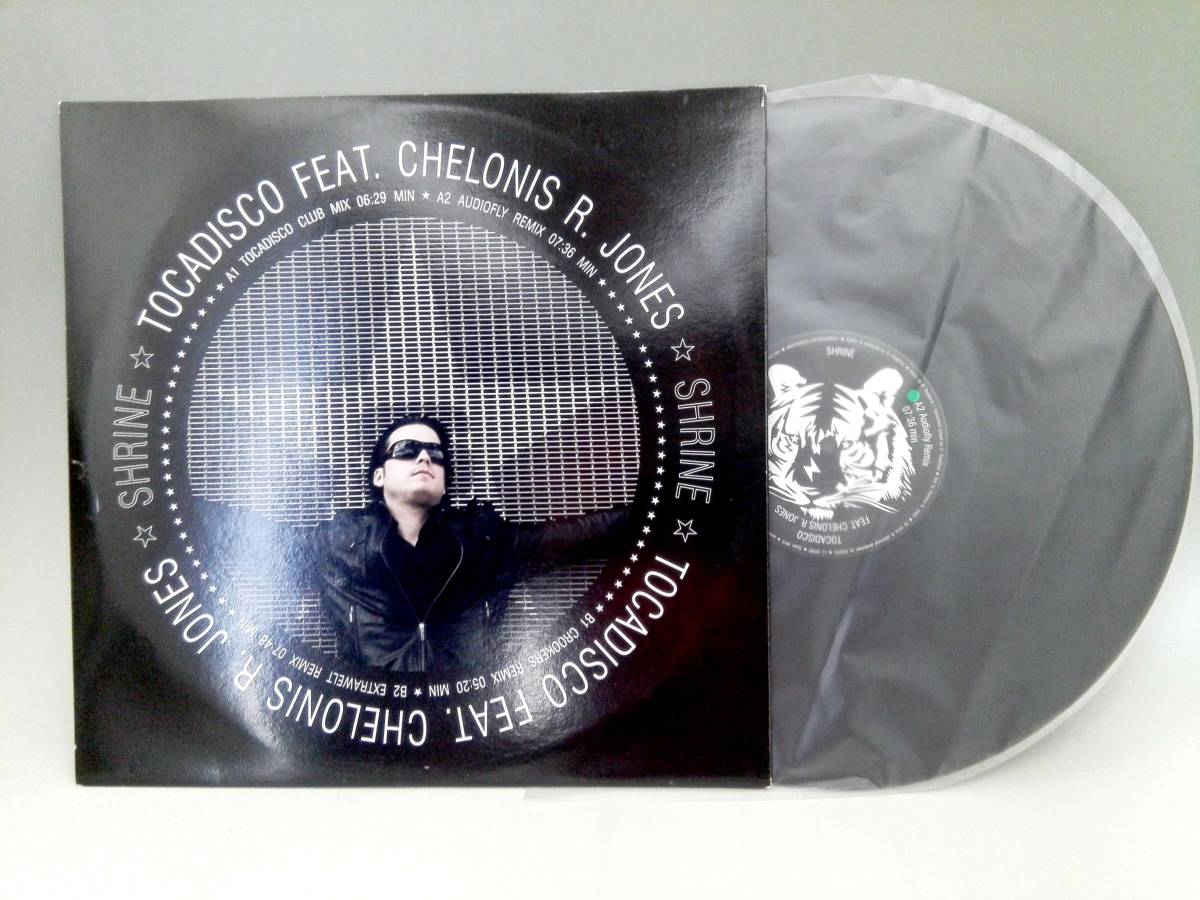 TOCADISCO FEAT. CHELONIS R. JONES ☆ SHRINE ☆ TOCADISCO FEAT. CHELONIS R. JONES ☆ SHRINE ☆
A1 TOCADISCO CLUB MIX 06:29 MIN ★ A2 AUDIOFLY REMIX 07:36 MIN
B1 CROOKERS REMIX 05:20 MIN ★ B2 EXTRAWELT REMIX 07:48 MIN
SHRINE
A2 Audiofly Remix
07:36 min
TOCADISCO
FEAT CHELONIS R. JONES